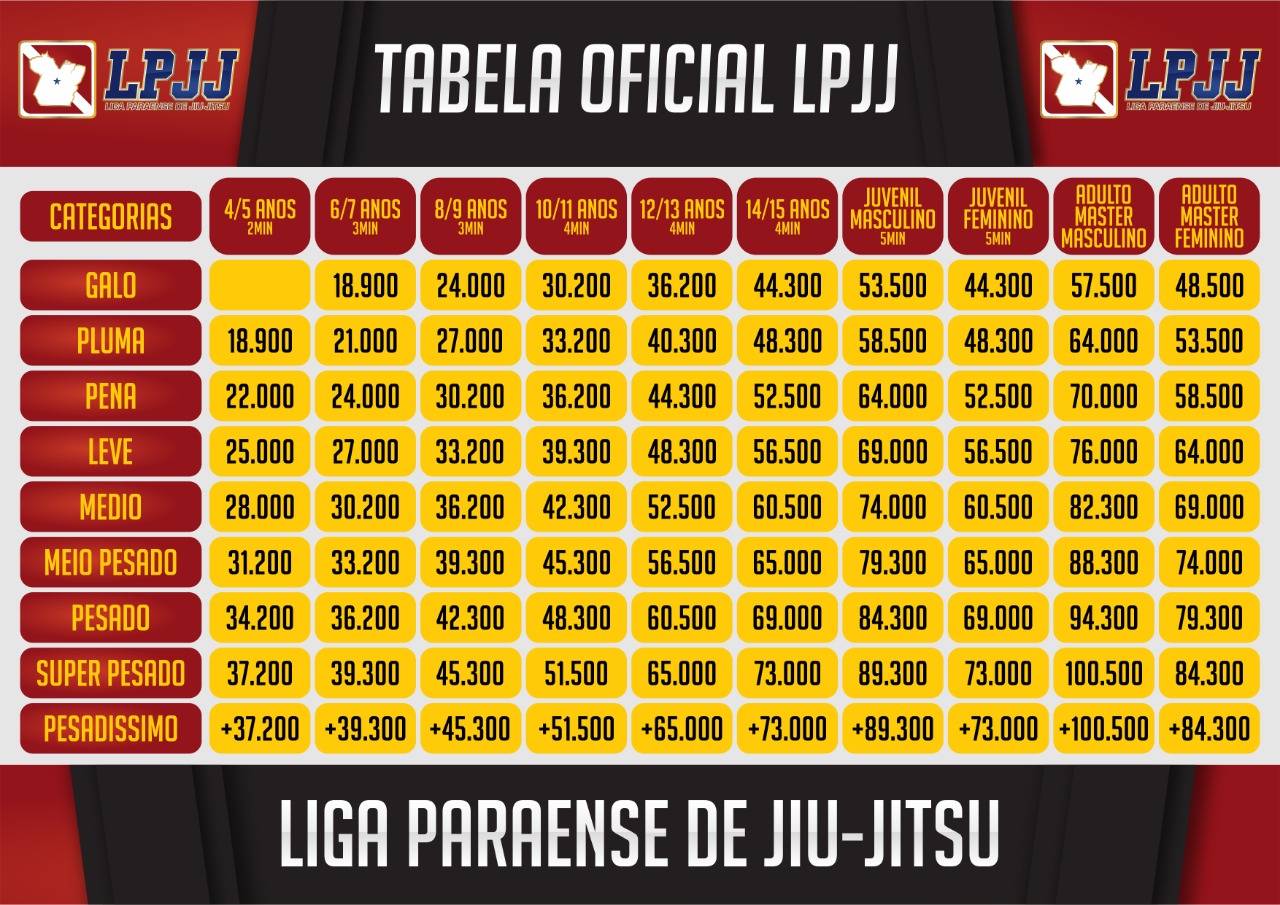 LPJJ
LIGA PARAENSE DE JIU-JITSU
TABELA OFICIAL LPJJ
LPJJ
LIGA PARAENSE DE JIU-JITSU
CATEGORIAS
4/5 ANOS
2MIN
6/7 ANOS
3MIN
8/9 ANOS
3MIN
10/11 ANOS
4MIN
12/13 ANOS
4MIN
14/15 ANOS
4MIN
JUVENIL
MASCULINO
5MIN
JUVENIL
FEMININO
5MIN
ADULTO
MASTER
MASCULINO
ADULTO
MASTER
FEMININO
GALO 18.900 24.000 30.200 36.200 44.300 53.500 44.300 57.500 48.500
PLUMA 18.900 21.000 27.000 33.200 40.300 48.300 58.500 48.300 64.000 53.500
PENA 22.000 24.000 30.200 36.200 44.300 52.500 64.000 52.500 70.000 58.500
LEVE 25.000 27.000 33.200 39.300 48.300 56.500 69.000 56.500 76.000 64.000
MEDIO 28.000 30.200 36.200 42.300 52.500 60.500 74.000 60.500 82.300 69.000
MEIO PESADO 31.200 33.200 39.300 45.300 56.500 65.000 79.300 65.000 88.300 74.000
PESADO 34.200 36.200 42.300 48.300 60.500 69.000 84.300 69.000 94.300 79.300
SUPER PESADO 37.200 39.300 45.300 51.500 65.000 73.000 89.300 73.000 100.500 84.300
PESADISSIMO +37.200 +39.300 +45.300 +51.500 +65.000 +73.000 +89.300 +73.000 +100.500 +84.300
LIGA PARAENSE DE JIU-JITSU